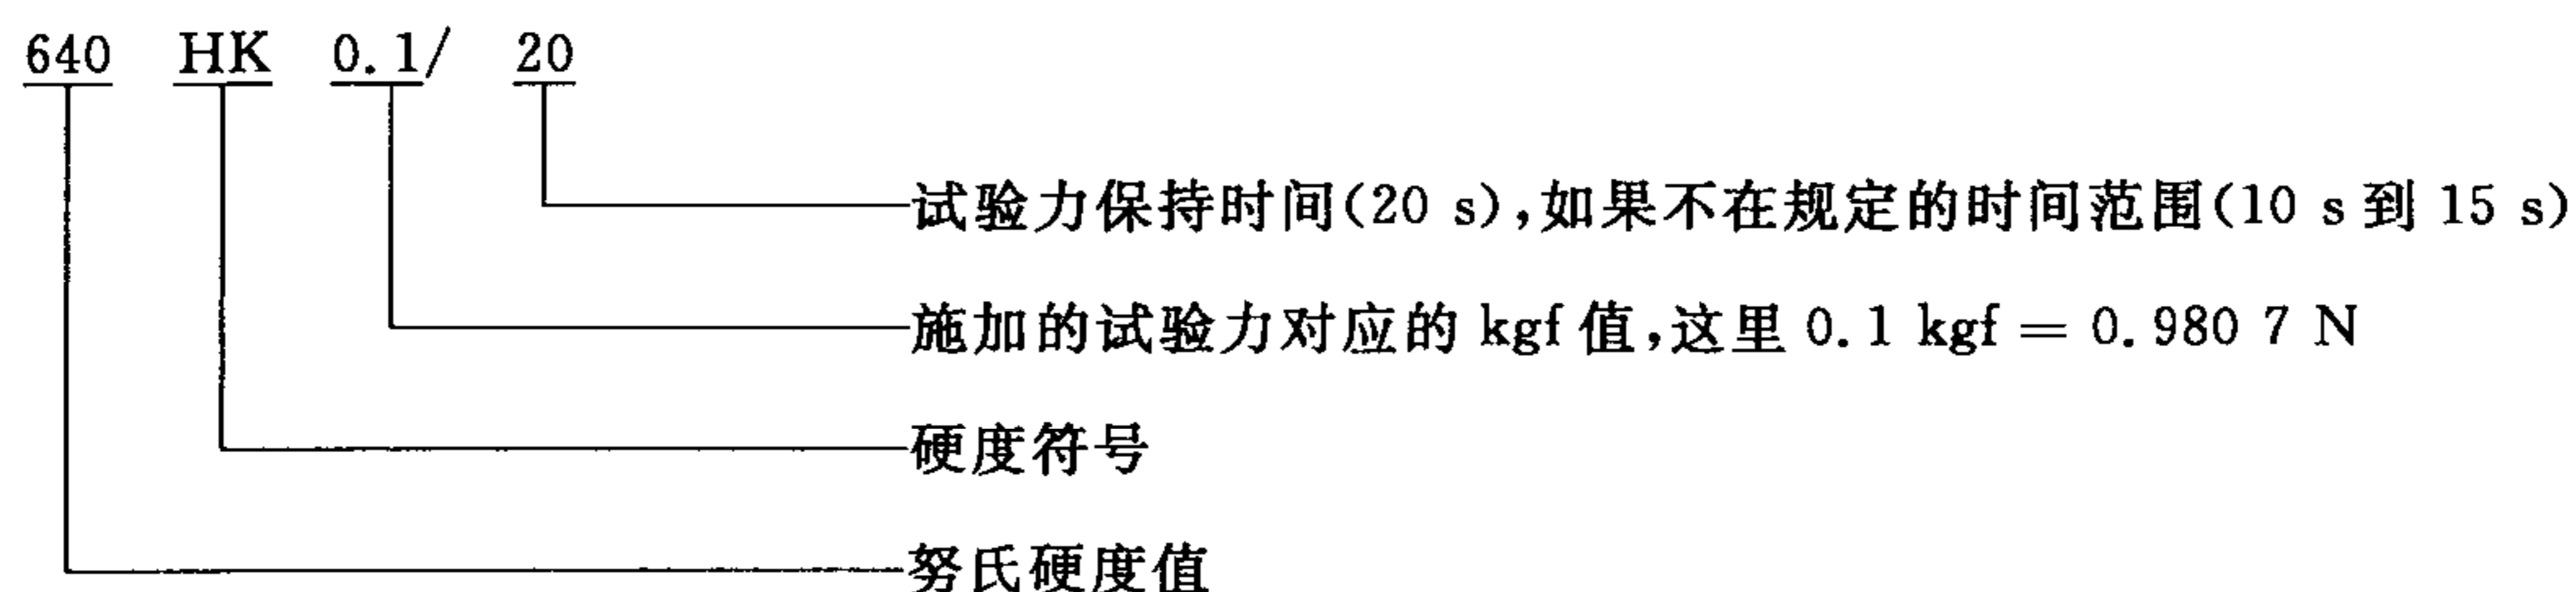 640 HK 0.1/ 20
试验力保持时间(20 s),如果不在规定的时间范围(10 s到 15 s)
施加的试验力对应的 kgf 值,这里 0.1 kgf = 0.980 7 N
硬度符号
努氏硬度值